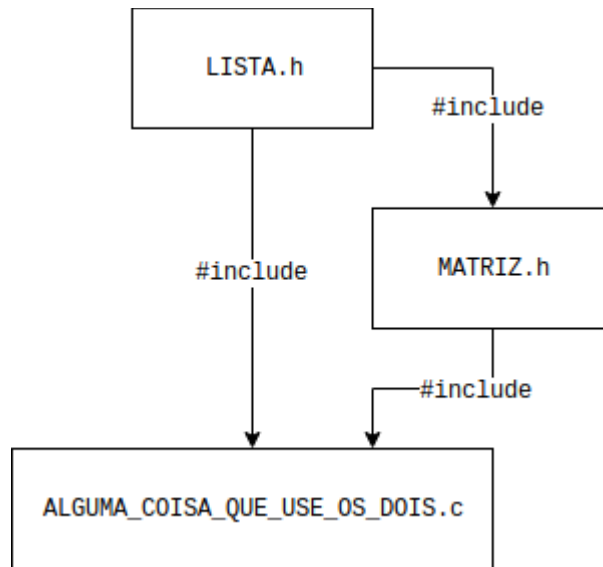 LISTA.h
#include
MATRIZ.h
#include
#include
ALGUMA_COISA_QUE_USE_OS_DOIS.c